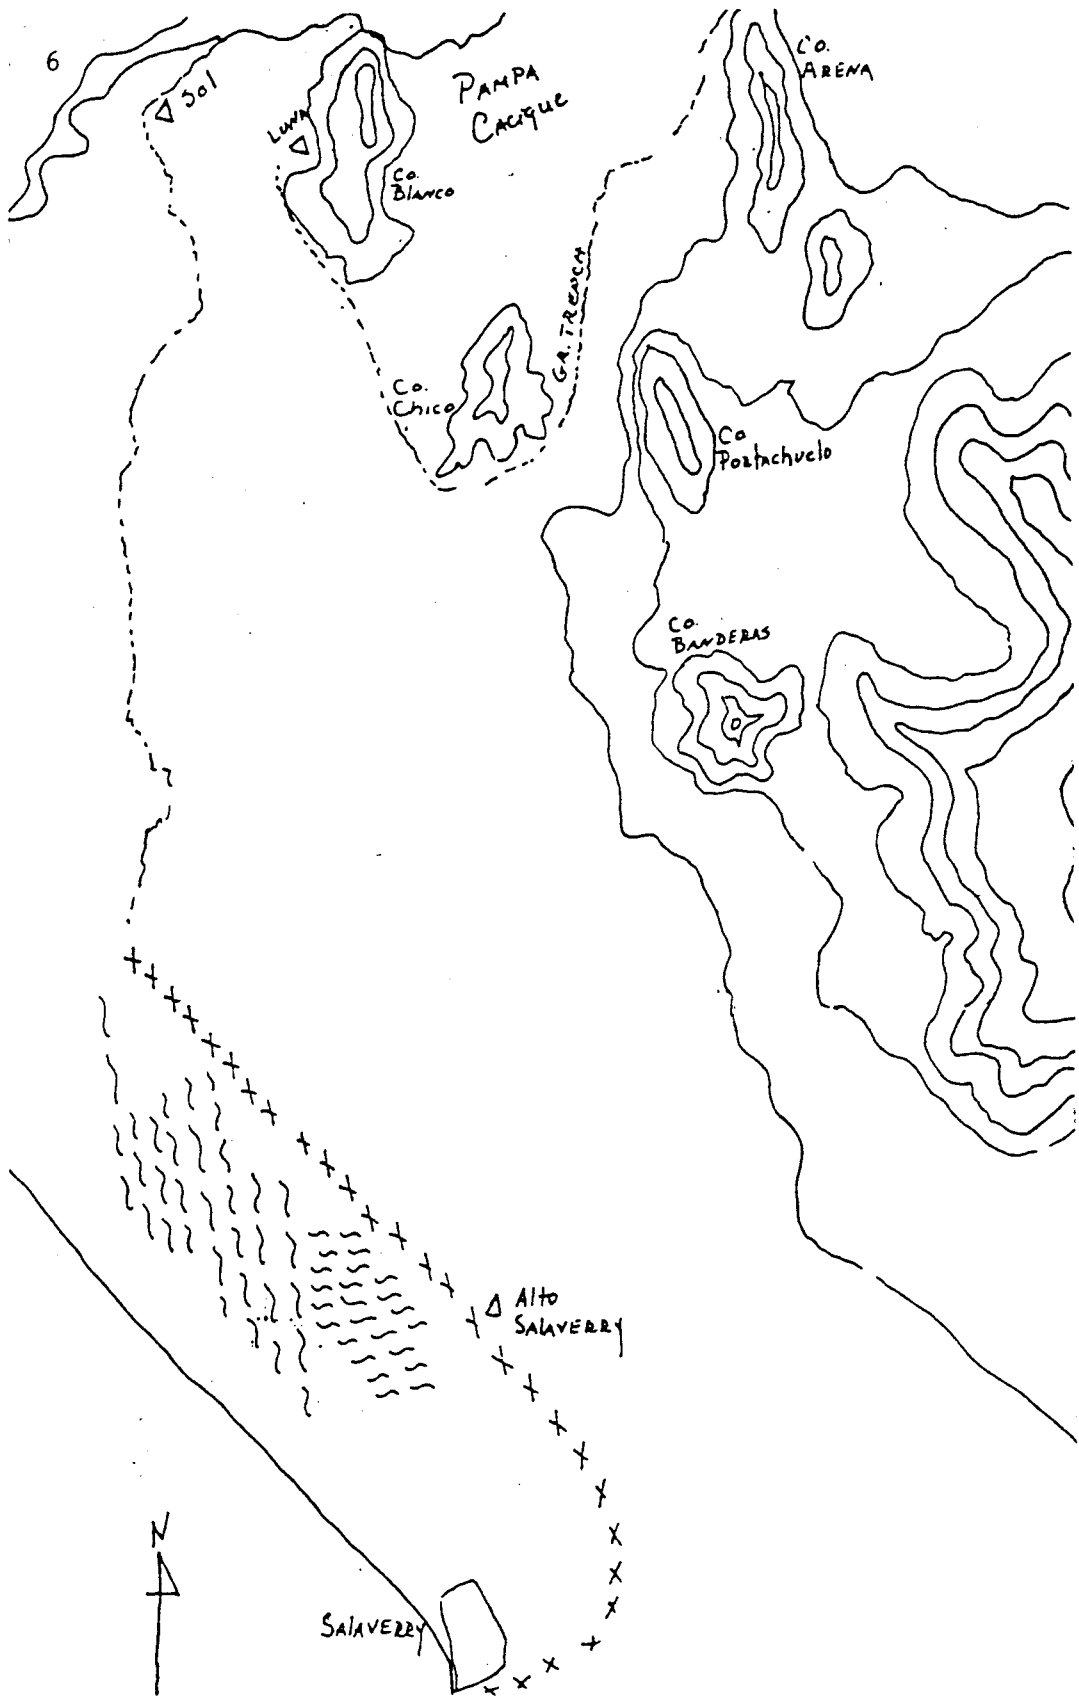 6
Sol
LUNA
PAMPA
CACIQUE
Co.
ARENA
Co.
Blanco
GR. TRENCH
Co.
Chico
Co
Portachuelo
Co.
BANDERAS
Alto
SALAVERRY
N
SALAVERRY